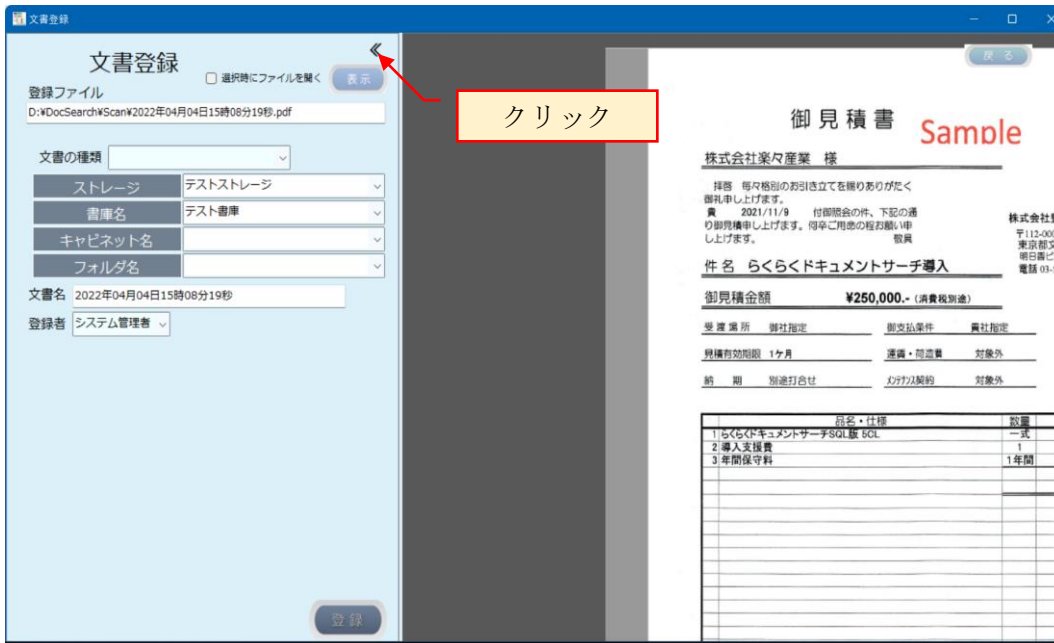 文書登録
文書登録
選択時にファイルを開く
表示
登録ファイル
D:¥DocSearch¥Scan¥2022年04月04日15時08分19秒.pdf
文書の種類
ストレージ テストストレージ
書庫名 テスト書庫
キャビネット名
フォルダ名
文書名 2022年04月04日15時08分19秒
登録者 システム管理者
登録
クリック
戻る
御見積書
Sample
株式会社楽々産業 様
拝啓 毎々格別のお引き立てを賜りありがたく
御礼申し上げます。
貴 2021/11/9 付御照会の件、下記の通
り御見積申し上げます。何卒ご用命の程お願い申
し上げます。 敬具
株式会社
〒112-00
東京都文
明日香ビ
電話 03-
件名 らくらくドキュメントサーチ導入
御見積金額 ¥250,000.- (消費税別途)
受渡場所 御社指定 御支払条件 貴社指定
見積有効期限 1ケ月 運賃・荷造費 対象外
納期 別途打合せ メンテナンス契約 対象外
品名・仕様 数量
1 らくらくドキュメントサーチSQL版 5CL 一式
2 導入支援費 1
3 年間保守料 1年間